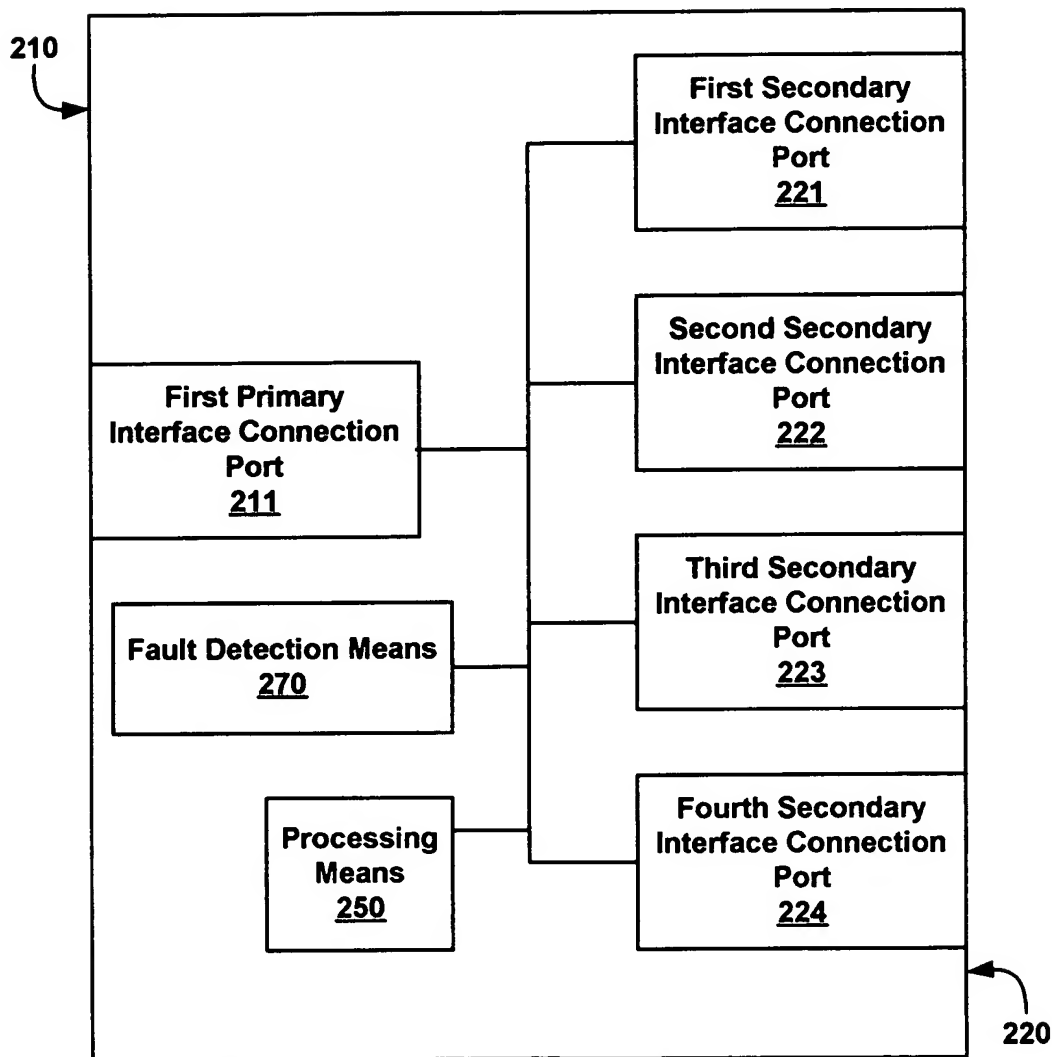 210
First Secondary
Interface Connection
Port
221
Second Secondary
Interface Connection
Port
222
First Primary
Interface Connection
Port
211
Third Secondary
Interface Connection
Port
223
Fault Detection Means
270
Fourth Secondary
Interface Connection
Port
224
Processing
Means
250
220